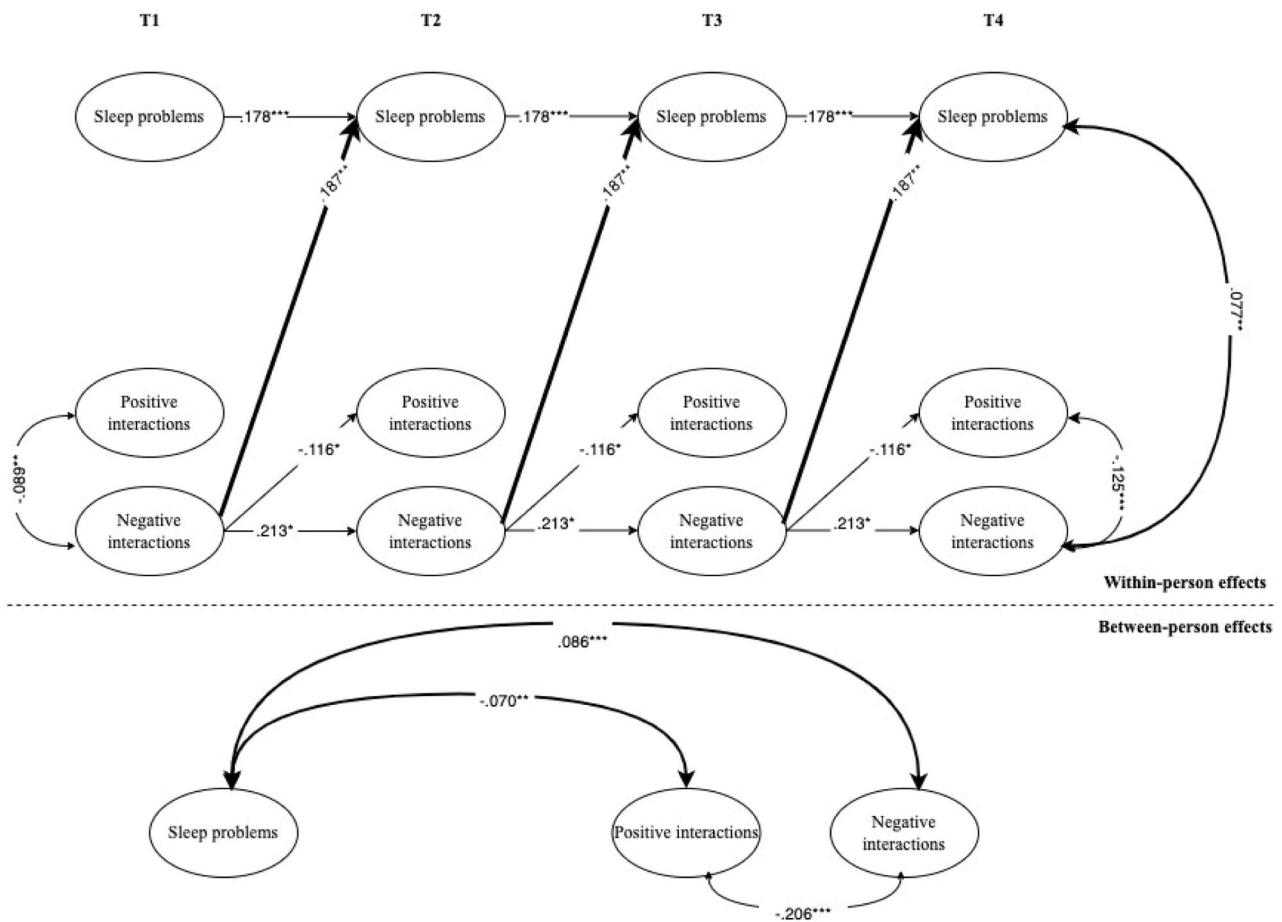 T1 T2 T3 T4
Sleep problems .178*** Sleep problems .178*** Sleep problems .178*** Sleep problems
.187** .187** .187**
.077**
Positive Positive Positive Positive
interactions interactions interactions interactions
-.116* -.116* -.116*
-.089** -.125***
Negative Negative Negative Negative
interactions .213* interactions .213* interactions .213* interactions
Within-person effects
Between-person effects
.086***
-.070**
Sleep problems Positive interactions Negative
interactions
-.206***